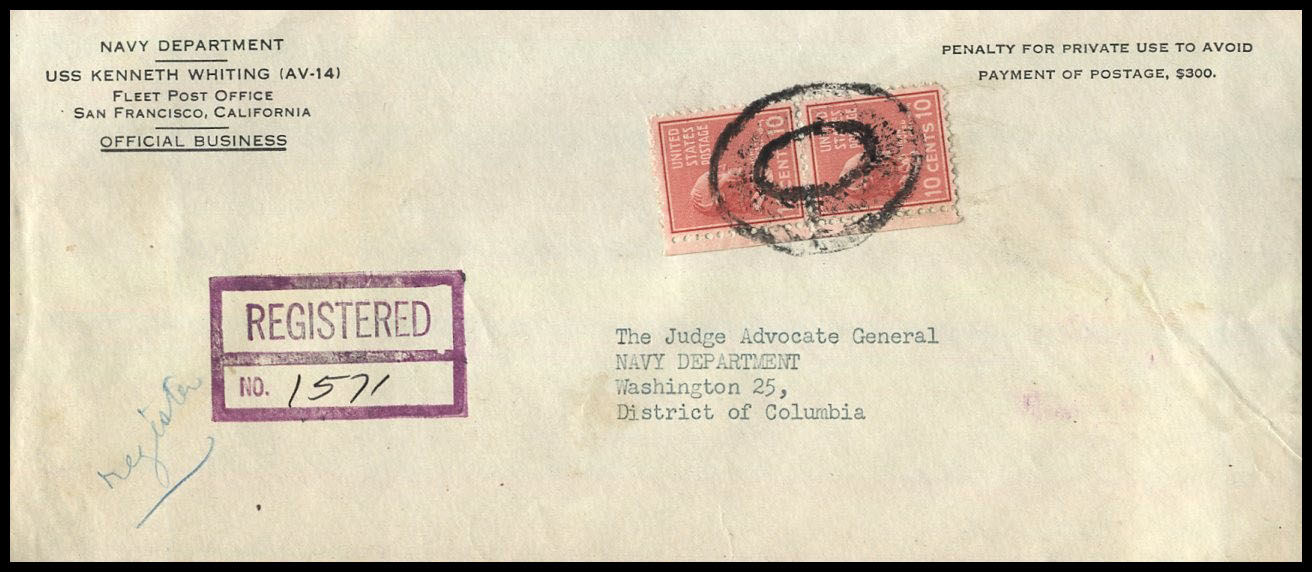 NAVY DEPARTMENT
USS KENNETH WHITING (AV-14)
FLEET POST OFFICE
SAN FRANCISCO, CALIFORNIA
OFFICIAL BUSINESS
PENALTY FOR PRIVATE USE TO AVOID
PAYMENT OF POSTAGE, $300.
UNITED
STATES
POSTAGE
10
UNITED
STATES
POSTAGE
10 CENTS 10
REGISTERED
NO. 1571
register
The Judge Advocate General
NAVY DEPARTMENT
Washington 25,
District of Columbia